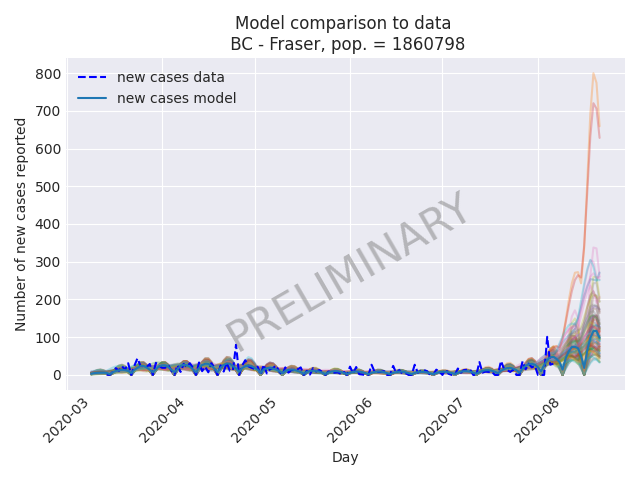 Model comparison to data
BC - Fraser, pop. = 1860798
new cases data
new cases model
Number of new cases reported
800
700
600
500
400
300
200
100
0
PRELIMINARY
2020-03
2020-04
2020-05
2020-06
2020-07
2020-08
Day